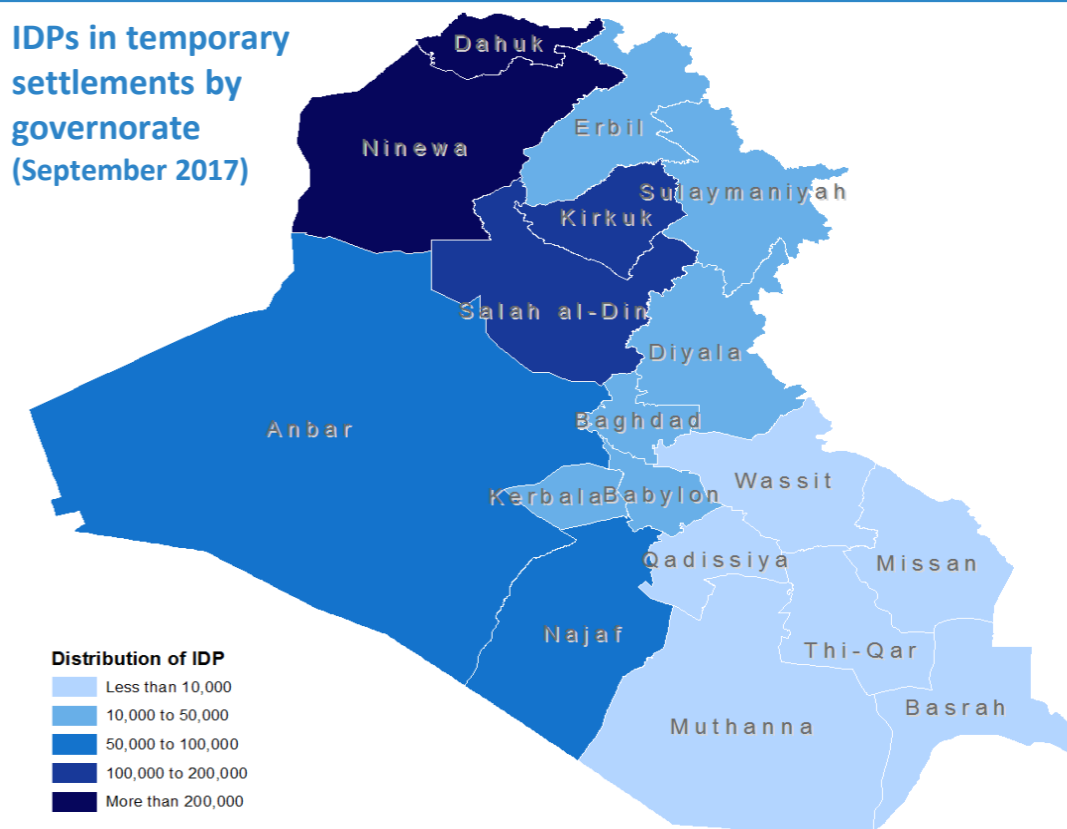 IDPs in temporary
settlements by
governorate
(September 2017)
Dahuk
Ninewa
Erbil
Sulaymaniyah
Kirkuk
Salah al-Din
Diyala
Anbar
Baghdad
Wassit
Kerbala
Babylon
Qadissiya
Missan
Najaf
Thi-Qar
Basrah
Muthanna
Distribution of IDP
Less than 10,000
10,000 to 50,000
50,000 to 100,000
100,000 to 200,000
More than 200,000